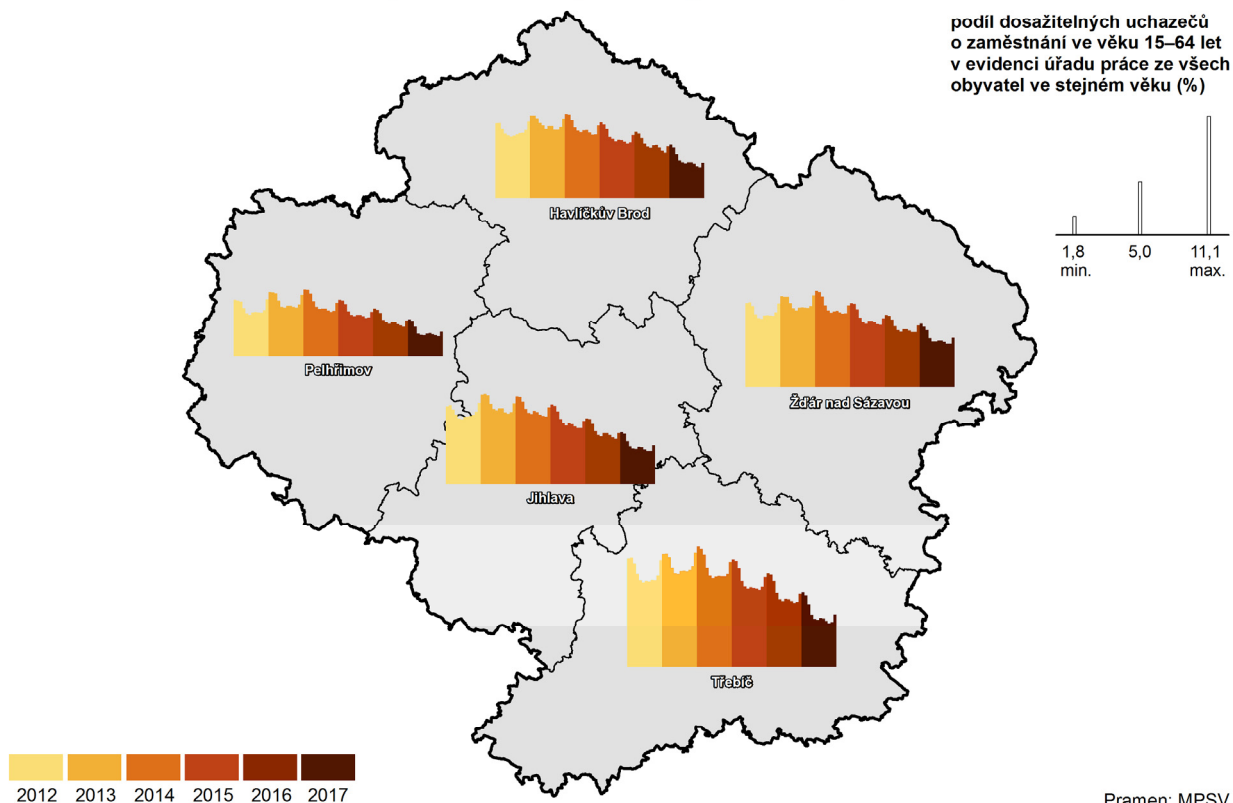 podíl dosažitelných uchazečů
o zaměstnání ve věku 15–64 let
v evidenci úřadu práce ze všech
obyvatel ve stejném věku (%)
1,8 5,0 11,1
min. max.
Havlíčkův Brod
Pelhřimov
Žďár nad Sázavou
Jihlava
Třebíč
2012 2013 2014 2015 2016 2017
Pramen: MPSV